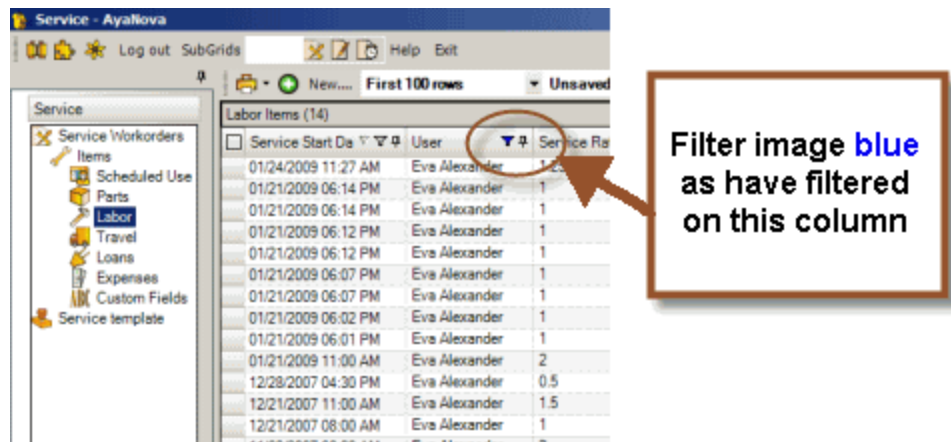 Service - AyaNova
Log out SubGrids Help Exit
New.... First 100 rows Unsaved
Service
Labor Items (14)
Service Workorders
Items
Scheduled Use
Parts
Labor
Travel
Loans
Expenses
Custom Fields
Service template
Service Start Da User Service Ra
01/24/2009 11:27 AM Eva Alexander
01/21/2009 06:14 PM Eva Alexander 1
01/21/2009 06:14 PM Eva Alexander 1
01/21/2009 06:12 PM Eva Alexander 1
01/21/2009 06:12 PM Eva Alexander 1
01/21/2009 06:07 PM Eva Alexander 1
01/21/2009 06:07 PM Eva Alexander 1
01/21/2009 06:02 PM Eva Alexander 1
01/21/2009 06:01 PM Eva Alexander 1
01/21/2009 11:00 AM Eva Alexander 2
12/28/2007 04:30 PM Eva Alexander 0.5
12/21/2007 11:00 AM Eva Alexander 1.5
12/21/2007 08:00 AM Eva Alexander 1
Filter image blue
as have filtered
on this column